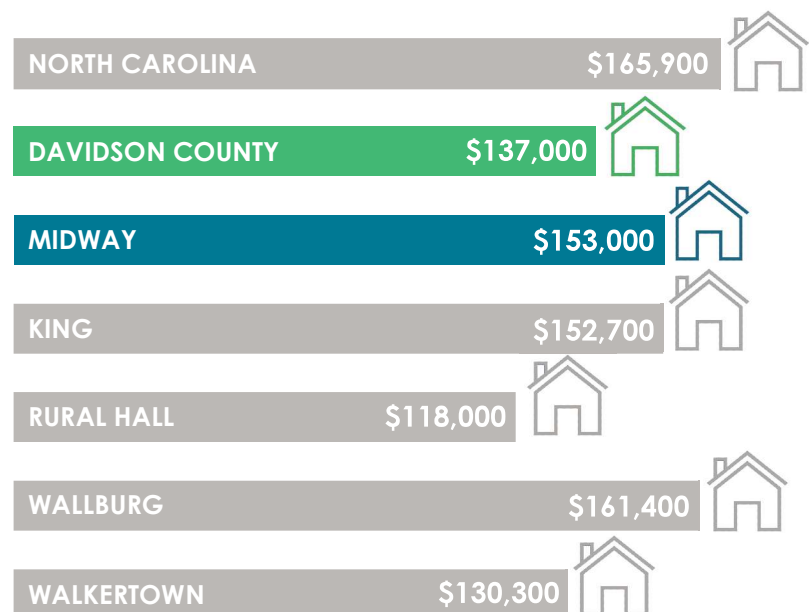 NORTH CAROLINA $165,900
DAVIDSON COUNTY $137,000
MIDWAY $153,000
KING $152,700
RURAL HALL $118,000
WALLBURG $161,400
WALKERTOWN $130,300